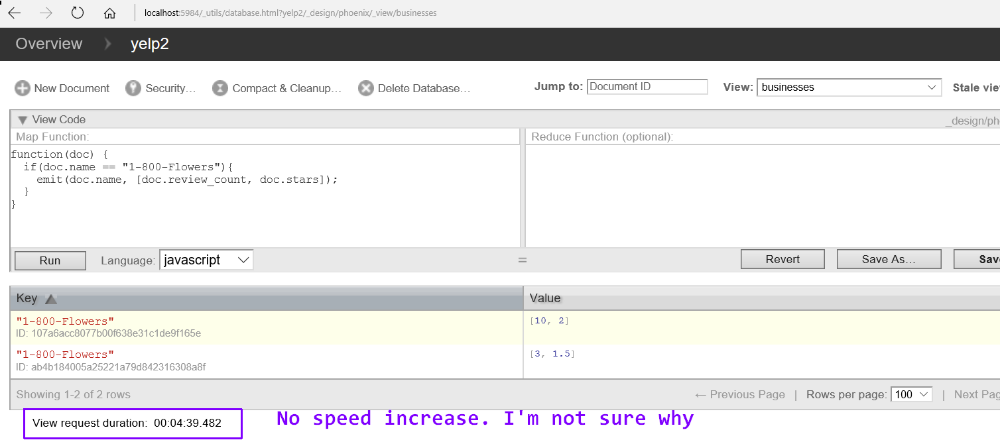 localhost:5984/_utils/database.html?yelp2/_design/phoenix/_view/businesses
Overview yelp2
New Document Security… Compact & Cleanup… Delete Database… Jump to: Document ID View: businesses Stale vie
View Code
_design/pho
Map Function: Reduce Function (optional):
function(doc) {
if(doc.name == "1-800-Flowers"){
emit(doc.name, [doc.review_count, doc.stars]);
}
}
Run Language: javascript = Revert Save As… Sav
Key Value
"1-800-Flowers" [10, 2]
ID: 107a6acc8077b00f638e31c1de9f165e
"1-800-Flowers" [3, 1.5]
ID: ab4b184005a25221a79d842316308a8f
Showing 1-2 of 2 rows ← Previous Page | Rows per page: 100 | Next Pag
View request duration: 00:04:39.482 No speed increase. I'm not sure why